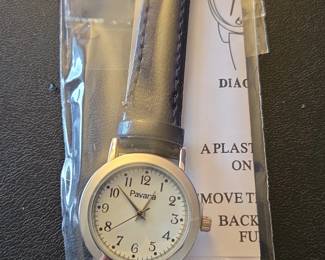 DIAG
A PLAST
ON
MOVE T
BACK
FU
Pavara
12
11 1
10 2
9 3
8 4
7 5
6